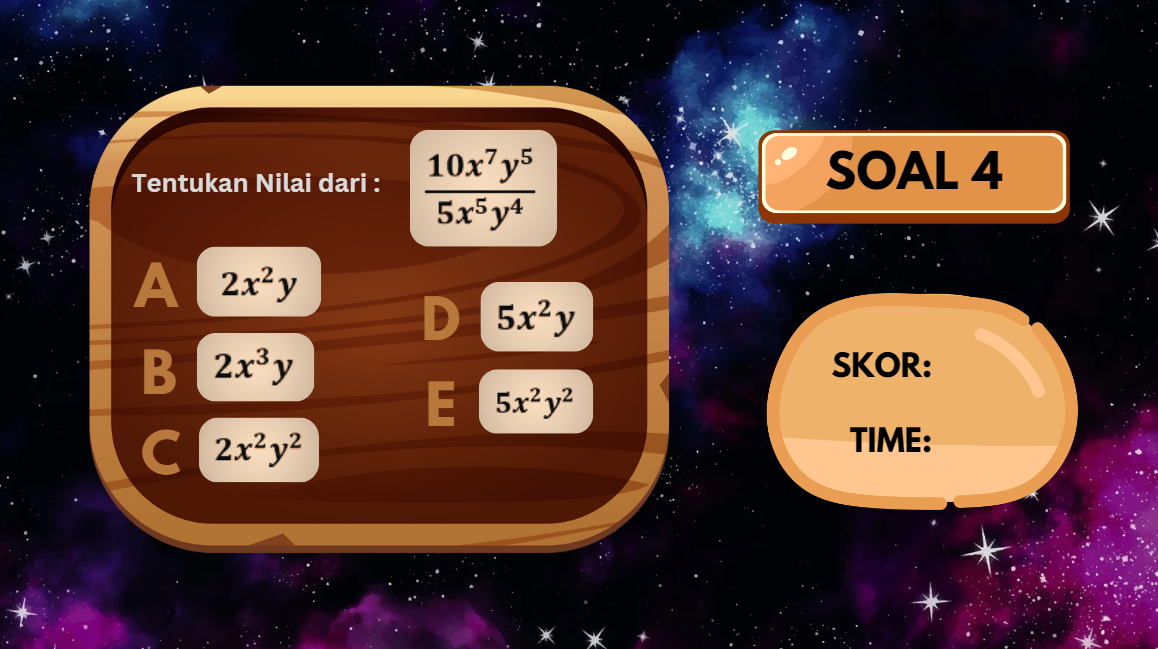 Tentukan Nilai dari :
10x⁷y⁵
5x⁵y⁴
A 2x²y
B 2x³y
C 2x²y²
D 5x²y
E 5x²y²
SOAL 4
SKOR:
TIME: